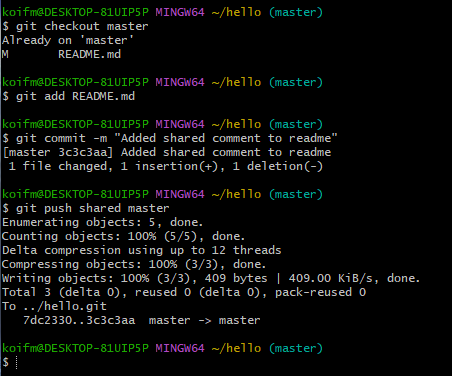 koifm@DESKTOP-81UIP5P MINGW64 ~/hello (master)
$ git checkout master
Already on 'master'
M       README.md
koifm@DESKTOP-81UIP5P MINGW64 ~/hello (master)
$ git add README.md
koifm@DESKTOP-81UIP5P MINGW64 ~/hello (master)
$ git commit -m "Added shared comment to readme"
[master 3c3c3aa] Added shared comment to readme
 1 file changed, 1 insertion(+), 1 deletion(-)
koifm@DESKTOP-81UIP5P MINGW64 ~/hello (master)
$ git push shared master
Enumerating objects: 5, done.
Counting objects: 100% (5/5), done.
Delta compression using up to 12 threads
Compressing objects: 100% (3/3), done.
Writing objects: 100% (3/3), 409 bytes | 409.00 KiB/s, done.
Total 3 (delta 0), reused 0 (delta 0), pack-reused 0
To ../hello.git
   7dc2330..3c3c3aa  master -> master
koifm@DESKTOP-81UIP5P MINGW64 ~/hello (master)
$